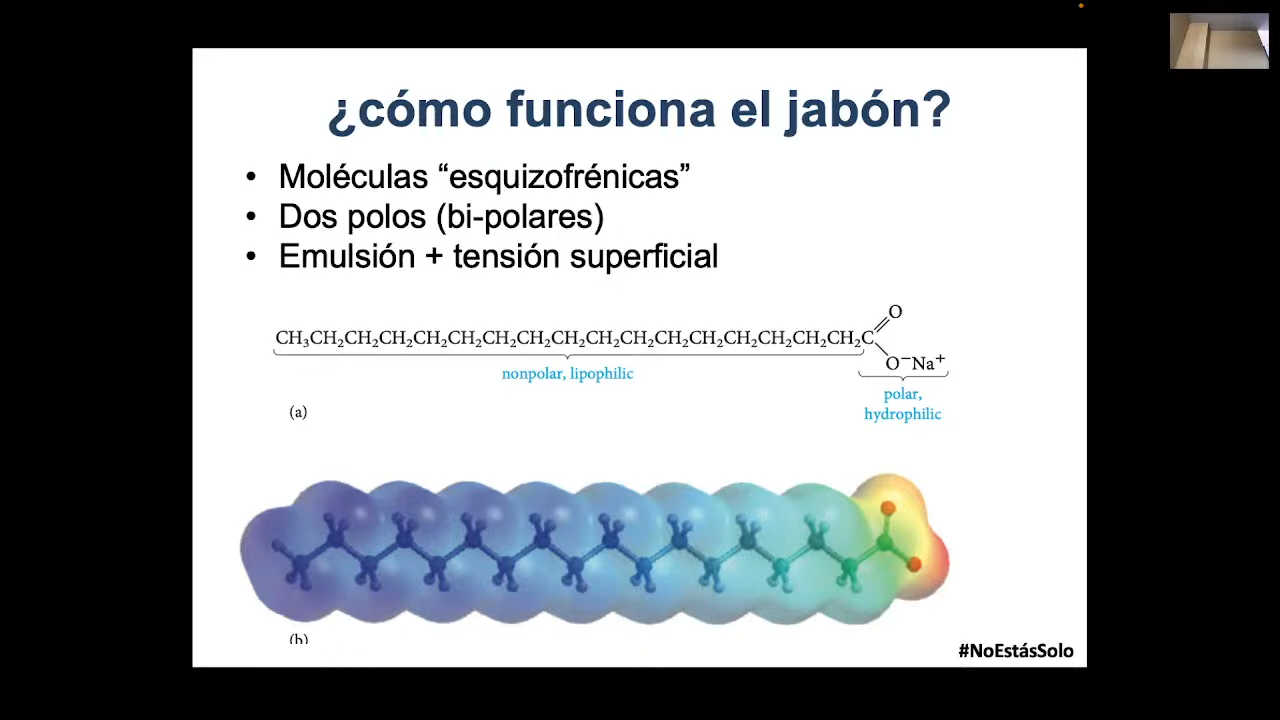 ¿cómo funciona el jabón?
• Moléculas “esquizofrénicas”
• Dos polos (bi-polares)
• Emulsión + tensión superficial
O
CH₃CH₂CH₂CH₂CH₂CH₂CH₂CH₂CH₂CH₂CH₂CH₂CH₂CH₂CH₂CH₂CH₂C
O⁻Na⁺
nonpolar, lipophilic
polar,
hydrophilic
(a)
(b)
#NoEstásSolo